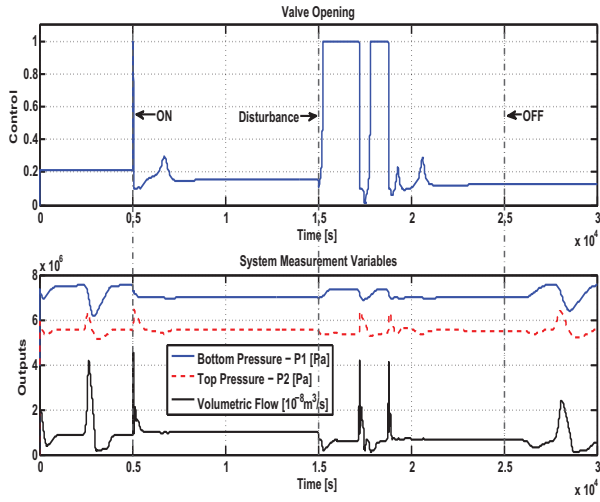 Valve Opening
1
0.8
0.6
0.4
0.2
0
Control
ON
Disturbance
OFF
0 0.5 1 1.5 2 2.5 3
Time [s]
x 10^4
System Measurement Variables
x 10^6
8
6
4
2
0
Outputs
Bottom Pressure – P1 [Pa]
Top Pressure – P2 [Pa]
Volumetric Flow [10^-8 m^3/s]
0 0.5 1 1.5 2 2.5 3
Time [s]
x 10^4